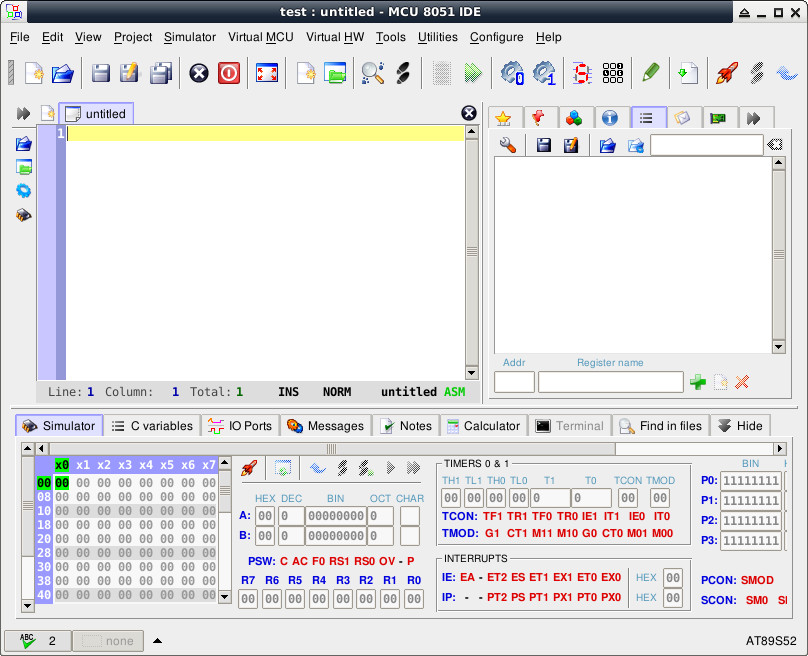 test : untitled - MCU 8051 IDE
File Edit View Project Simulator Virtual MCU Virtual HW Tools Utilities Configure Help
untitled
1
Line: 1 Column: 1 Total: 1 INS NORM untitled ASM
Addr Register name
Simulator C variables IO Ports Messages Notes Calculator Terminal Find in files Hide
x0 x1 x2 x3 x4 x5 x6 x7
00 00 00 00 00 00 00 00 00
08 00 00 00 00 00 00 00 00
10 00 00 00 00 00 00 00 00
18 00 00 00 00 00 00 00 00
20 00 00 00 00 00 00 00 00
28 00 00 00 00 00 00 00 00
30 00 00 00 00 00 00 00 00
38 00 00 00 00 00 00 00 00
40 00 00 00 00 00 00 00 00
HEX DEC BIN OCT CHAR
A: 00 0 00000000 0
B: 00 0 00000000 0
PSW: C AC F0 RS1 RS0 OV - P
R7 R6 R5 R4 R3 R2 R1 R0
00 00 00 00 00 00 00 00
TIMERS 0 & 1
TH1 TL1 TH0 TL0 T1 T0 TCON TMOD
00 00 00 00 0 0 00 00
TCON: TF1 TR1 TF0 TR0 IE1 IT1 IE0 IT0
TMOD: G1 CT1 M11 M10 G0 CT0 M01 M00
INTERRUPTS
IE: EA - ET2 ES ET1 EX1 ET0 EX0 HEX 00
IP: - - PT2 PS PT1 PX1 PT0 PX0 HEX 00
BIN
P0: 11111111
P1: 11111111
P2: 11111111
P3: 11111111
PCON: SMOD
SCON: SM0
ABC 2 none AT89S52